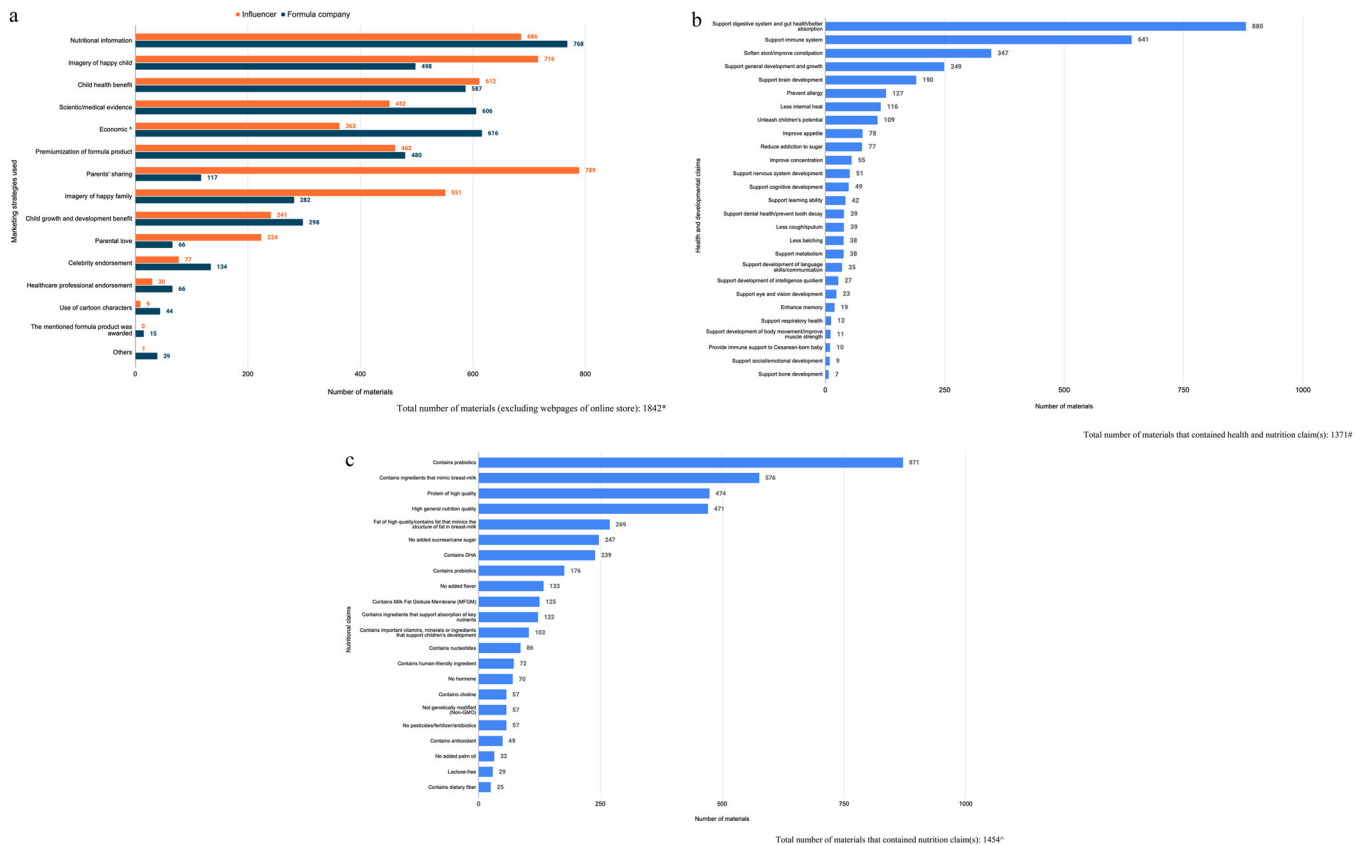 a
Influencer
Formula company
Marketing strategies used
Nutritional information
686
768
Imagery of happy child
716
498
Child health benefit
612
587
Scientic/medical evidence
452
606
Economic ^
363
616
Premiumization of formula product
462
480
Parents' sharing
789
117
Imagery of happy family
551
282
Child growth and development benefit
241
298
Parental love
224
66
Celebrity endorsement
77
134
Healthcare professional endorsement
30
66
Use of cartoon characters
9
44
The mentioned formula product was
awarded
0
15
Others
1
39
0
200
400
600
800
Number of materials
Total number of materials (excluding webpages of online store): 1842*
b
Health and developmental claims
Support digestive system and gut health/better
absorption
880
Support immune system
641
Soften stool/improve constipation
347
Support general development and growth
249
Support brain development
190
Prevent allergy
127
Less internal heat
116
Unleash children's potential
109
Improve appetite
78
Reduce addiction to sugar
77
Improve concentration
55
Support nervous system development
51
Support cognitive development
49
Support learning ability
42
Support dental health/prevent tooth decay
39
Less cough/sputum
39
Less belching
38
Support metabolism
38
Support development of language
skills/communication
35
Support development of intelligence quotient
27
Support eye and vision development
23
Enhance memory
19
Support respiratory health
12
Support development of body movement/improve
muscle strength
11
Provide immune support to Cesarean-born baby
10
Support social/emotional development
9
Support bone development
7
0
250
500
750
1000
Number of materials
Total number of materials that contained health and nutrition claim(s): 1371#
c
Nutritional claims
Contains prebiotics
871
Contains ingredients that mimic breast-milk
576
Protein of high quality
474
High general nutrition quality
471
Fat of high quality/contains fat that mimics the
structure of fat in breast-milk
269
No added sucrose/cane sugar
247
Contains DHA
239
Contains probiotics
176
No added flavor
133
Contains Milk Fat Globule Membrane (MFGM)
125
Contains ingredients that support absorption of key
nutrients
122
Contains important vitamins, minerals or ingredients
that support children's development
103
Contains nucleotides
86
Contains human-friendly ingredient
72
No hormone
70
Contains choline
57
Not genetically modified
(Non-GMO)
57
No pesticides/fertilizer/antibiotics
57
Contains antioxidant
49
No added palm oil
32
Lactose-free
29
Contains dietary fiber
25
0
250
500
750
1000
Number of materials
Total number of materials that contained nutrition claim(s): 1454^